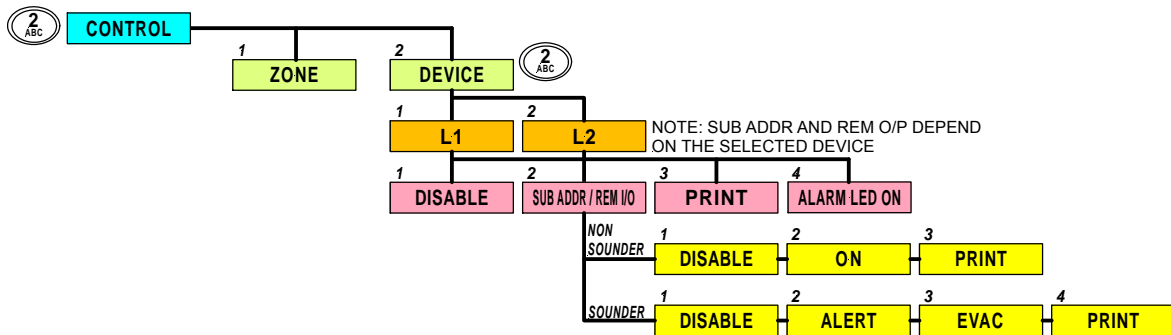 2
ABC
CONTROL
1
ZONE
2
DEVICE
2
ABC
1
L1
2
L2
NOTE: SUB ADDR AND REM O/P DEPEND
ON THE SELECTED DEVICE
1
DISABLE
2
SUB ADDR / REM I/O
3
PRINT
4
ALARM LED ON
NON
SOUNDER
1
DISABLE
2
ON
3
PRINT
SOUNDER
1
DISABLE
2
ALERT
3
EVAC
4
PRINT